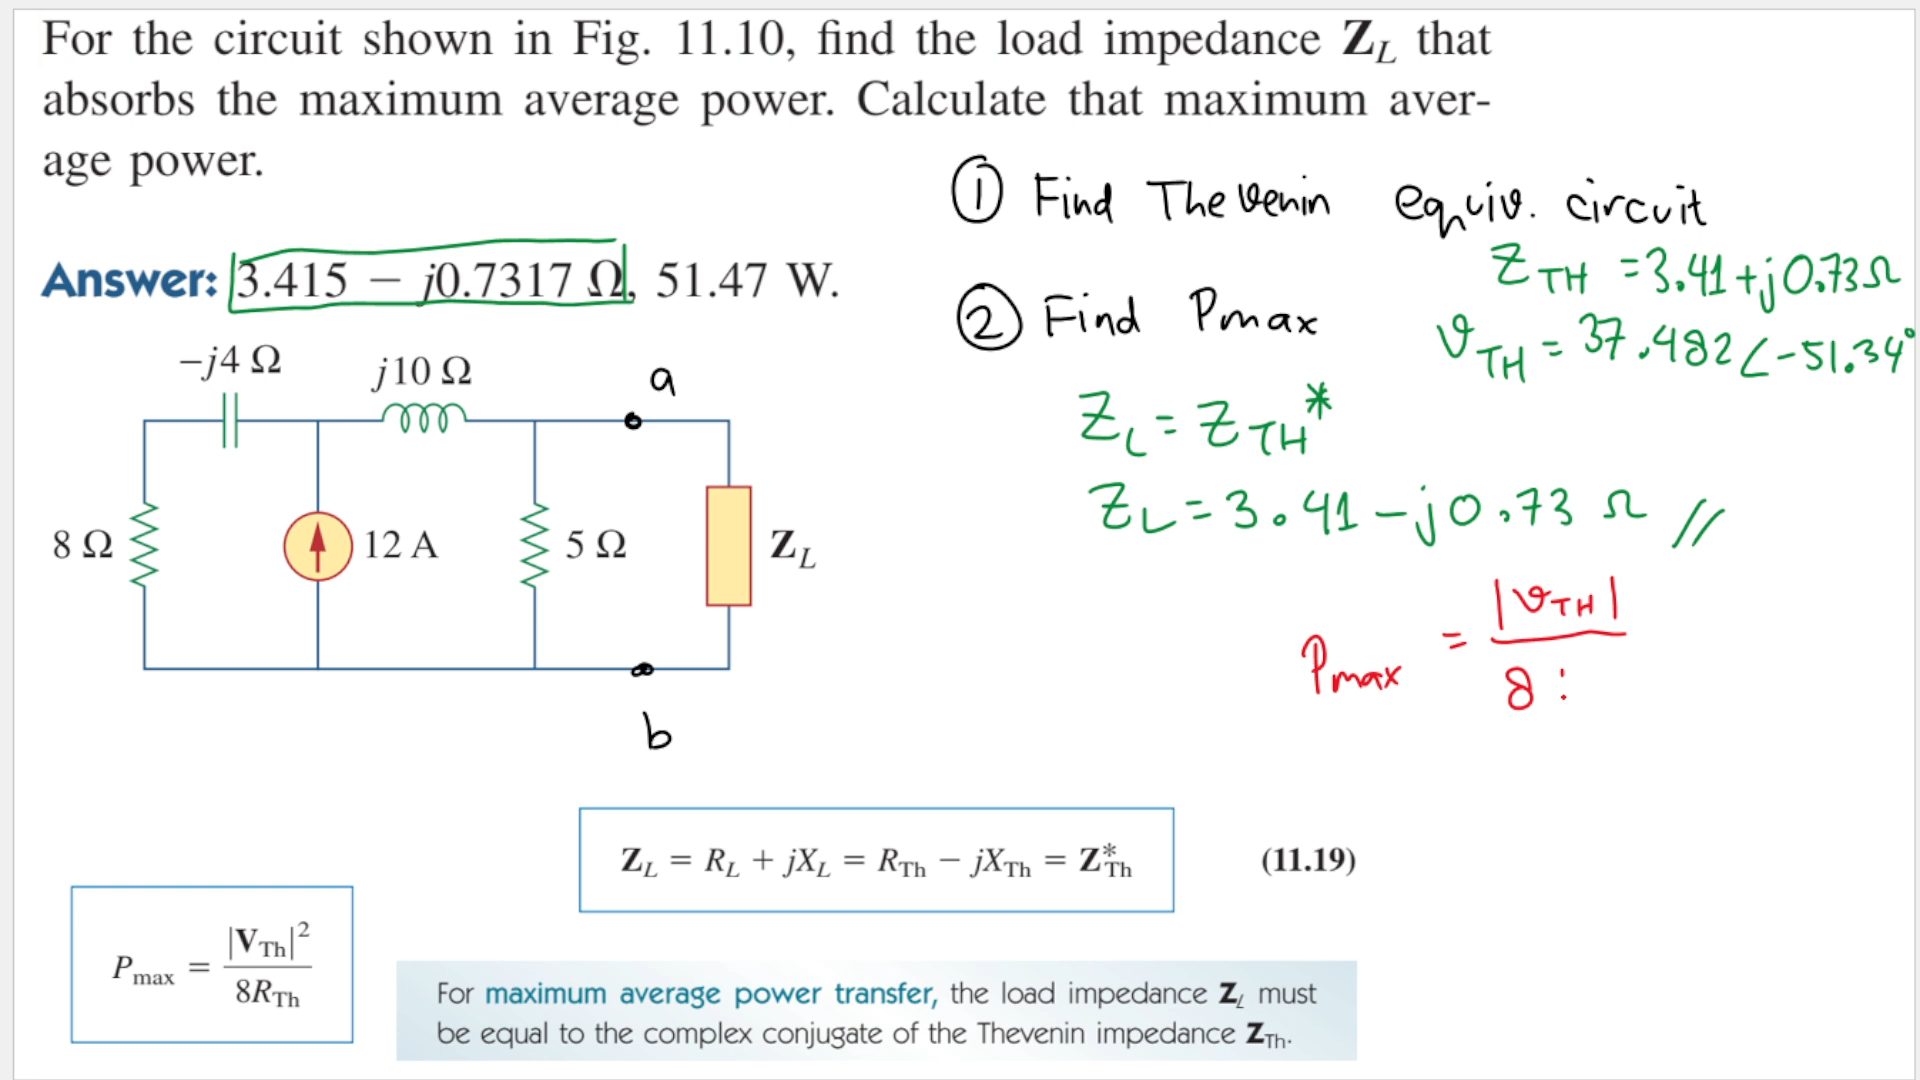 For the circuit shown in Fig. 11.10, find the load impedance Z_L that
absorbs the maximum average power. Calculate that maximum aver-
age power.
Answer: 3.415 − j0.7317 Ω, 51.47 W.
① Find Thevenin equiv. circuit
Z_TH = 3.41 + j0.73 Ω
② Find Pmax
V_TH = 37.482 ∠-51.34°
Z_L = Z_TH*
Z_L = 3.41 - j0.73 Ω //
Pmax = |V_TH| / 8 :
−j4 Ω
j10 Ω
a
8 Ω
12 A
5 Ω
Z_L
b
Z_L = R_L + jX_L = R_Th − jX_Th = Z*_Th
(11.19)
P_max = |V_Th|² / 8R_Th
For maximum average power transfer, the load impedance Z_L must
be equal to the complex conjugate of the Thevenin impedance Z_Th.